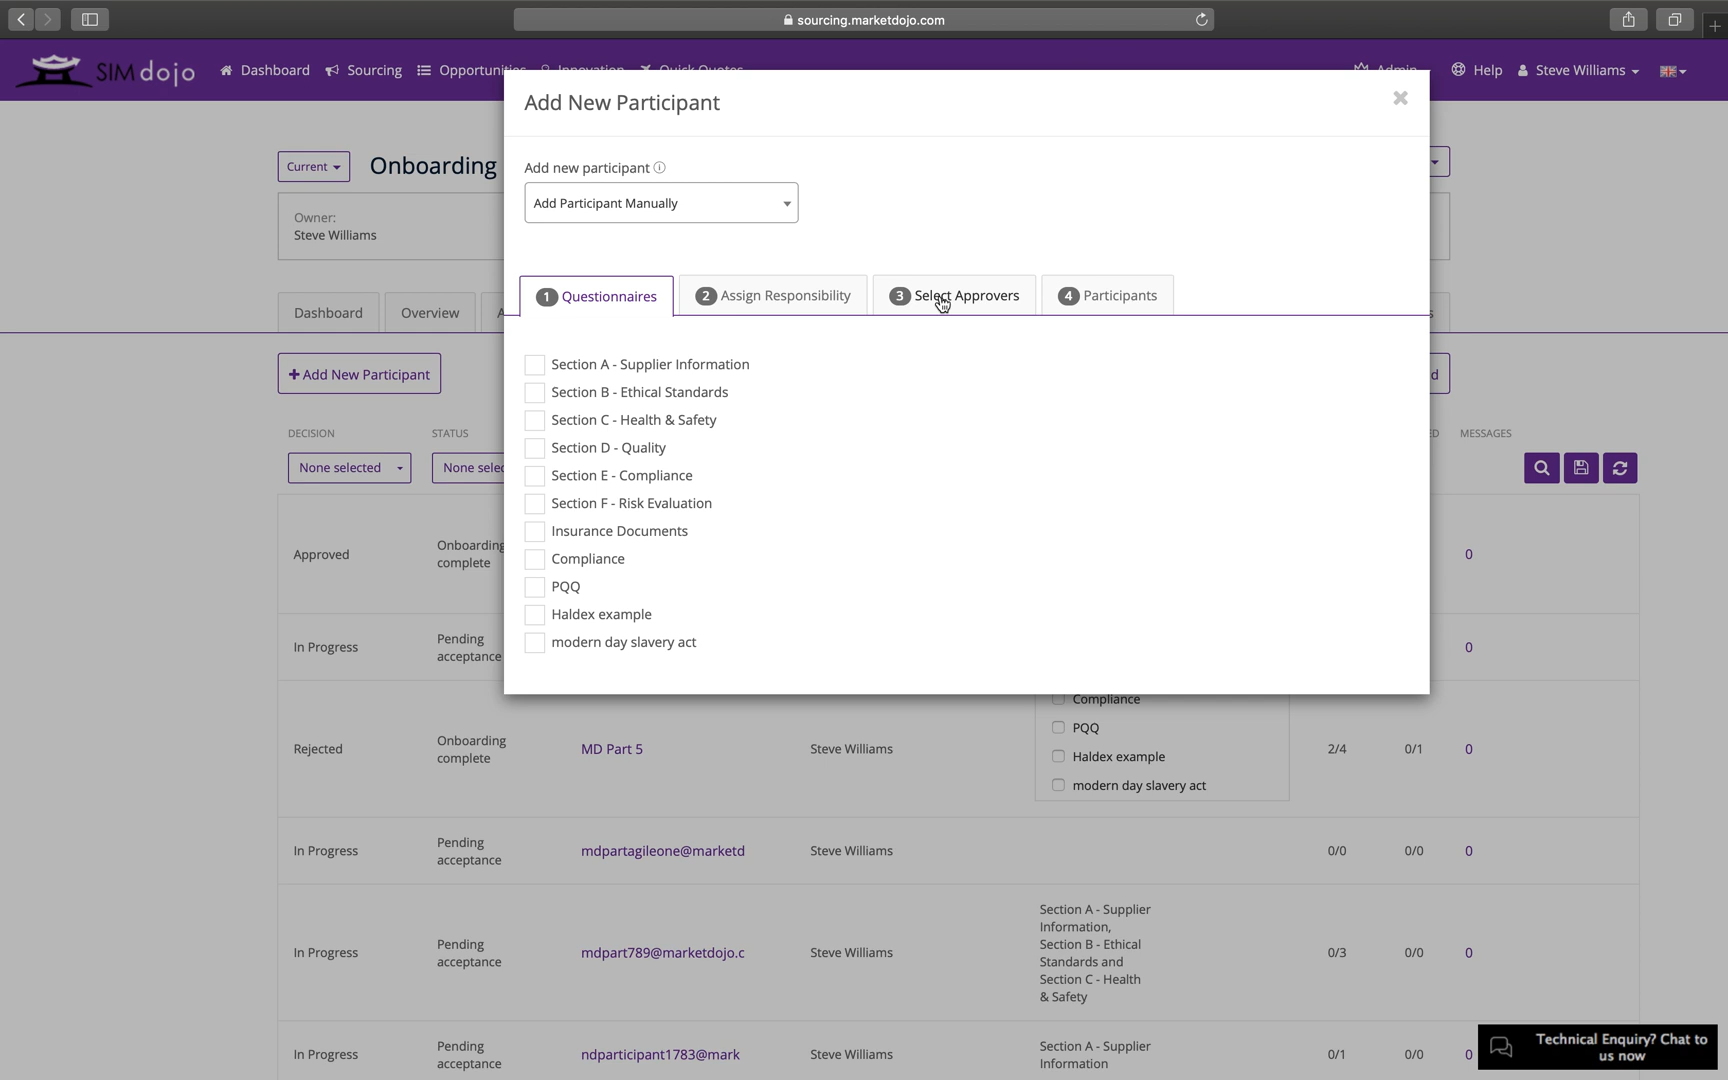 sourcing.marketdojo.com
SIMdojo
Dashboard
Sourcing
Opportunities
Innovation
Quick Quotes
Admin
Help
Steve Williams
Add New Participant
Current
Onboarding
Add new participant
Add Participant Manually
Owner:
Steve Williams
1 Questionnaires
2 Assign Responsibility
3 Select Approvers
4 Participants
Dashboard
Overview
A
s
Section A - Supplier Information
Section B - Ethical Standards
Section C - Health & Safety
Section D - Quality
Section E - Compliance
Section F - Risk Evaluation
Insurance Documents
Compliance
PQQ
Haldex example
modern day slavery act
Add New Participant
d
DECISION
STATUS
ED
MESSAGES
None selected
None selec
Approved
Onboarding
complete
0
In Progress
Pending
acceptance
0
Rejected
Onboarding
complete
MD Part 5
Steve Williams
Compliance
PQQ
Haldex example
modern day slavery act
2/4
0/1
0
In Progress
Pending
acceptance
mdpartagileone@marketd
Steve Williams
0/0
0/0
0
In Progress
Pending
acceptance
mdpart789@marketdojo.c
Steve Williams
Section A - Supplier
Information,
Section B - Ethical
Standards and
Section C - Health
& Safety
0/3
0/0
0
In Progress
Pending
acceptance
ndparticipant1783@mark
Steve Williams
Section A - Supplier
Information
0/1
0/0
0
Technical Enquiry? Chat to
us now